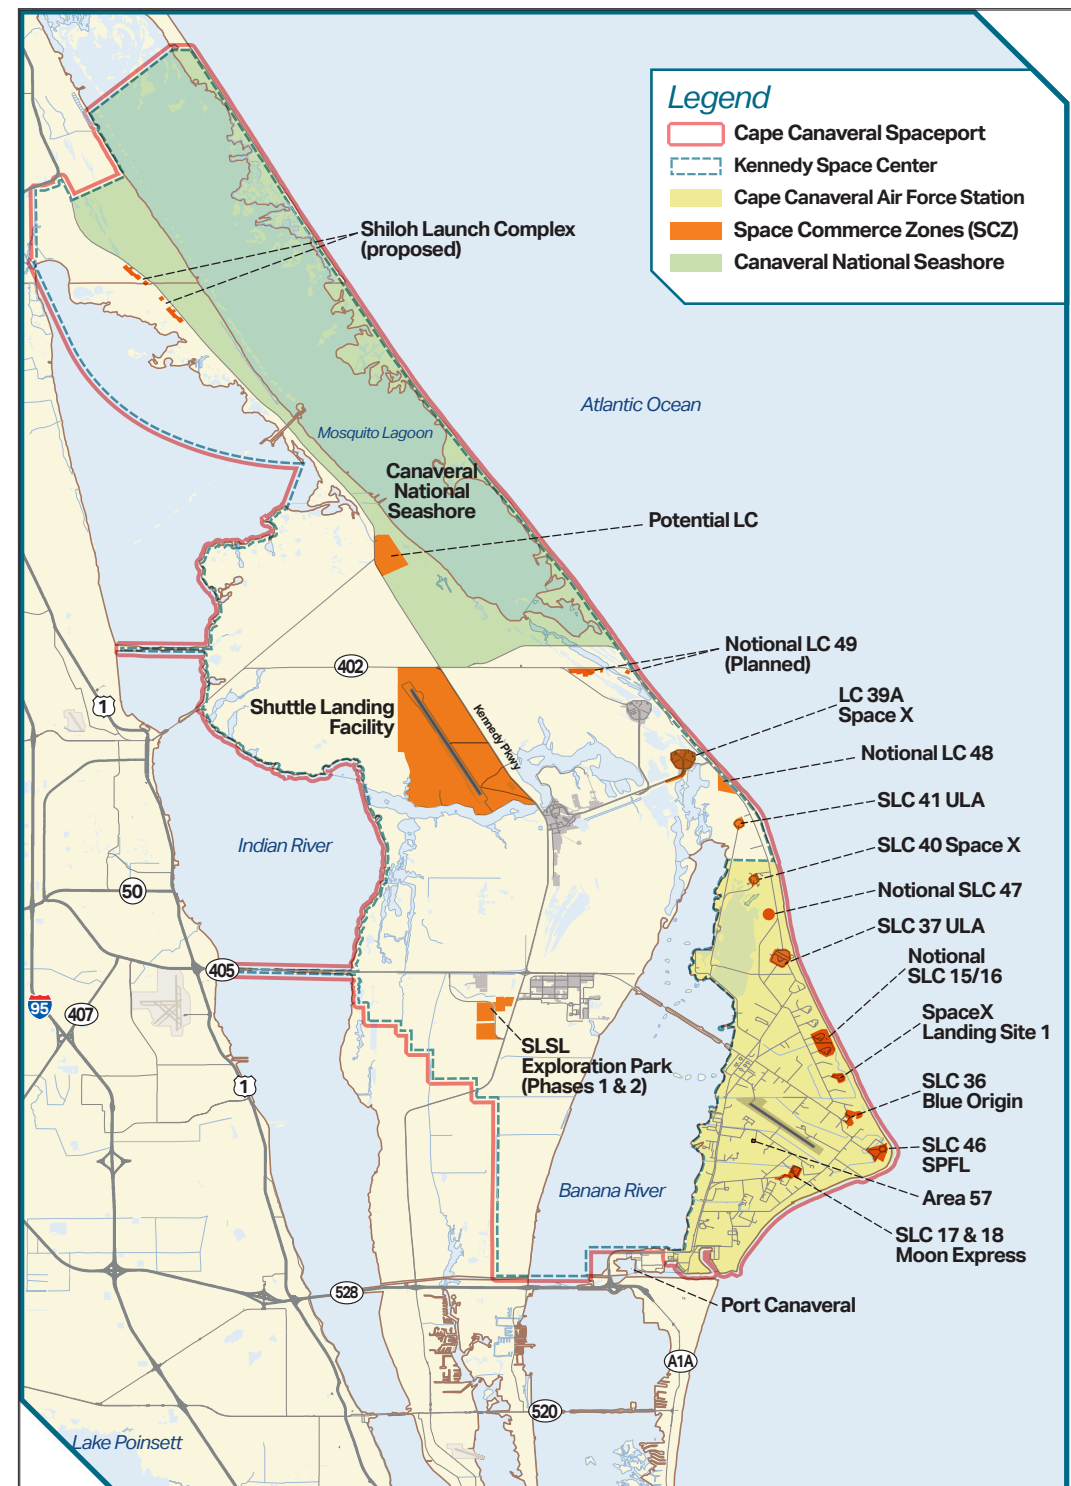 Legend
Cape Canaveral Spaceport
Kennedy Space Center
Cape Canaveral Air Force Station
Space Commerce Zones (SCZ)
Canaveral National Seashore
Shiloh Launch Complex
(proposed)
Atlantic Ocean
Mosquito Lagoon
Canaveral
National
Seashore
Potential LC
Notional LC 49
(Planned)
402
LC 39A
Space X
1
Shuttle Landing
Facility
Kennedy Pkwy
Notional LC 48
SLC 41 ULA
Indian River
SLC 40 Space X
50
Notional SLC 47
SLC 37 ULA
405
Notional
SLC 15/16
95
407
SpaceX
Landing Site 1
SLSL
Exploration Park
(Phases 1 & 2)
1
SLC 36
Blue Origin
SLC 46
SPFL
Banana River
Area 57
SLC 17 & 18
Moon Express
528
Port Canaveral
A1A
520
Lake Poinsett